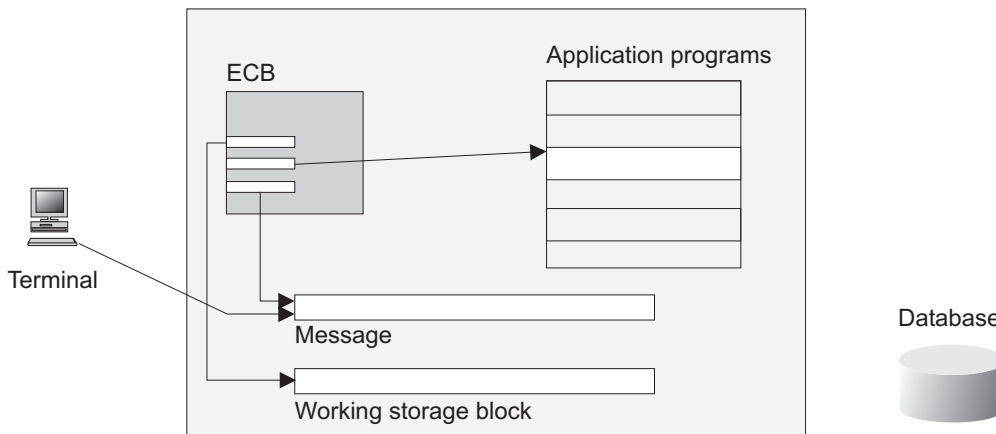 ECB
Application programs
Terminal
Message
Database
Working storage block